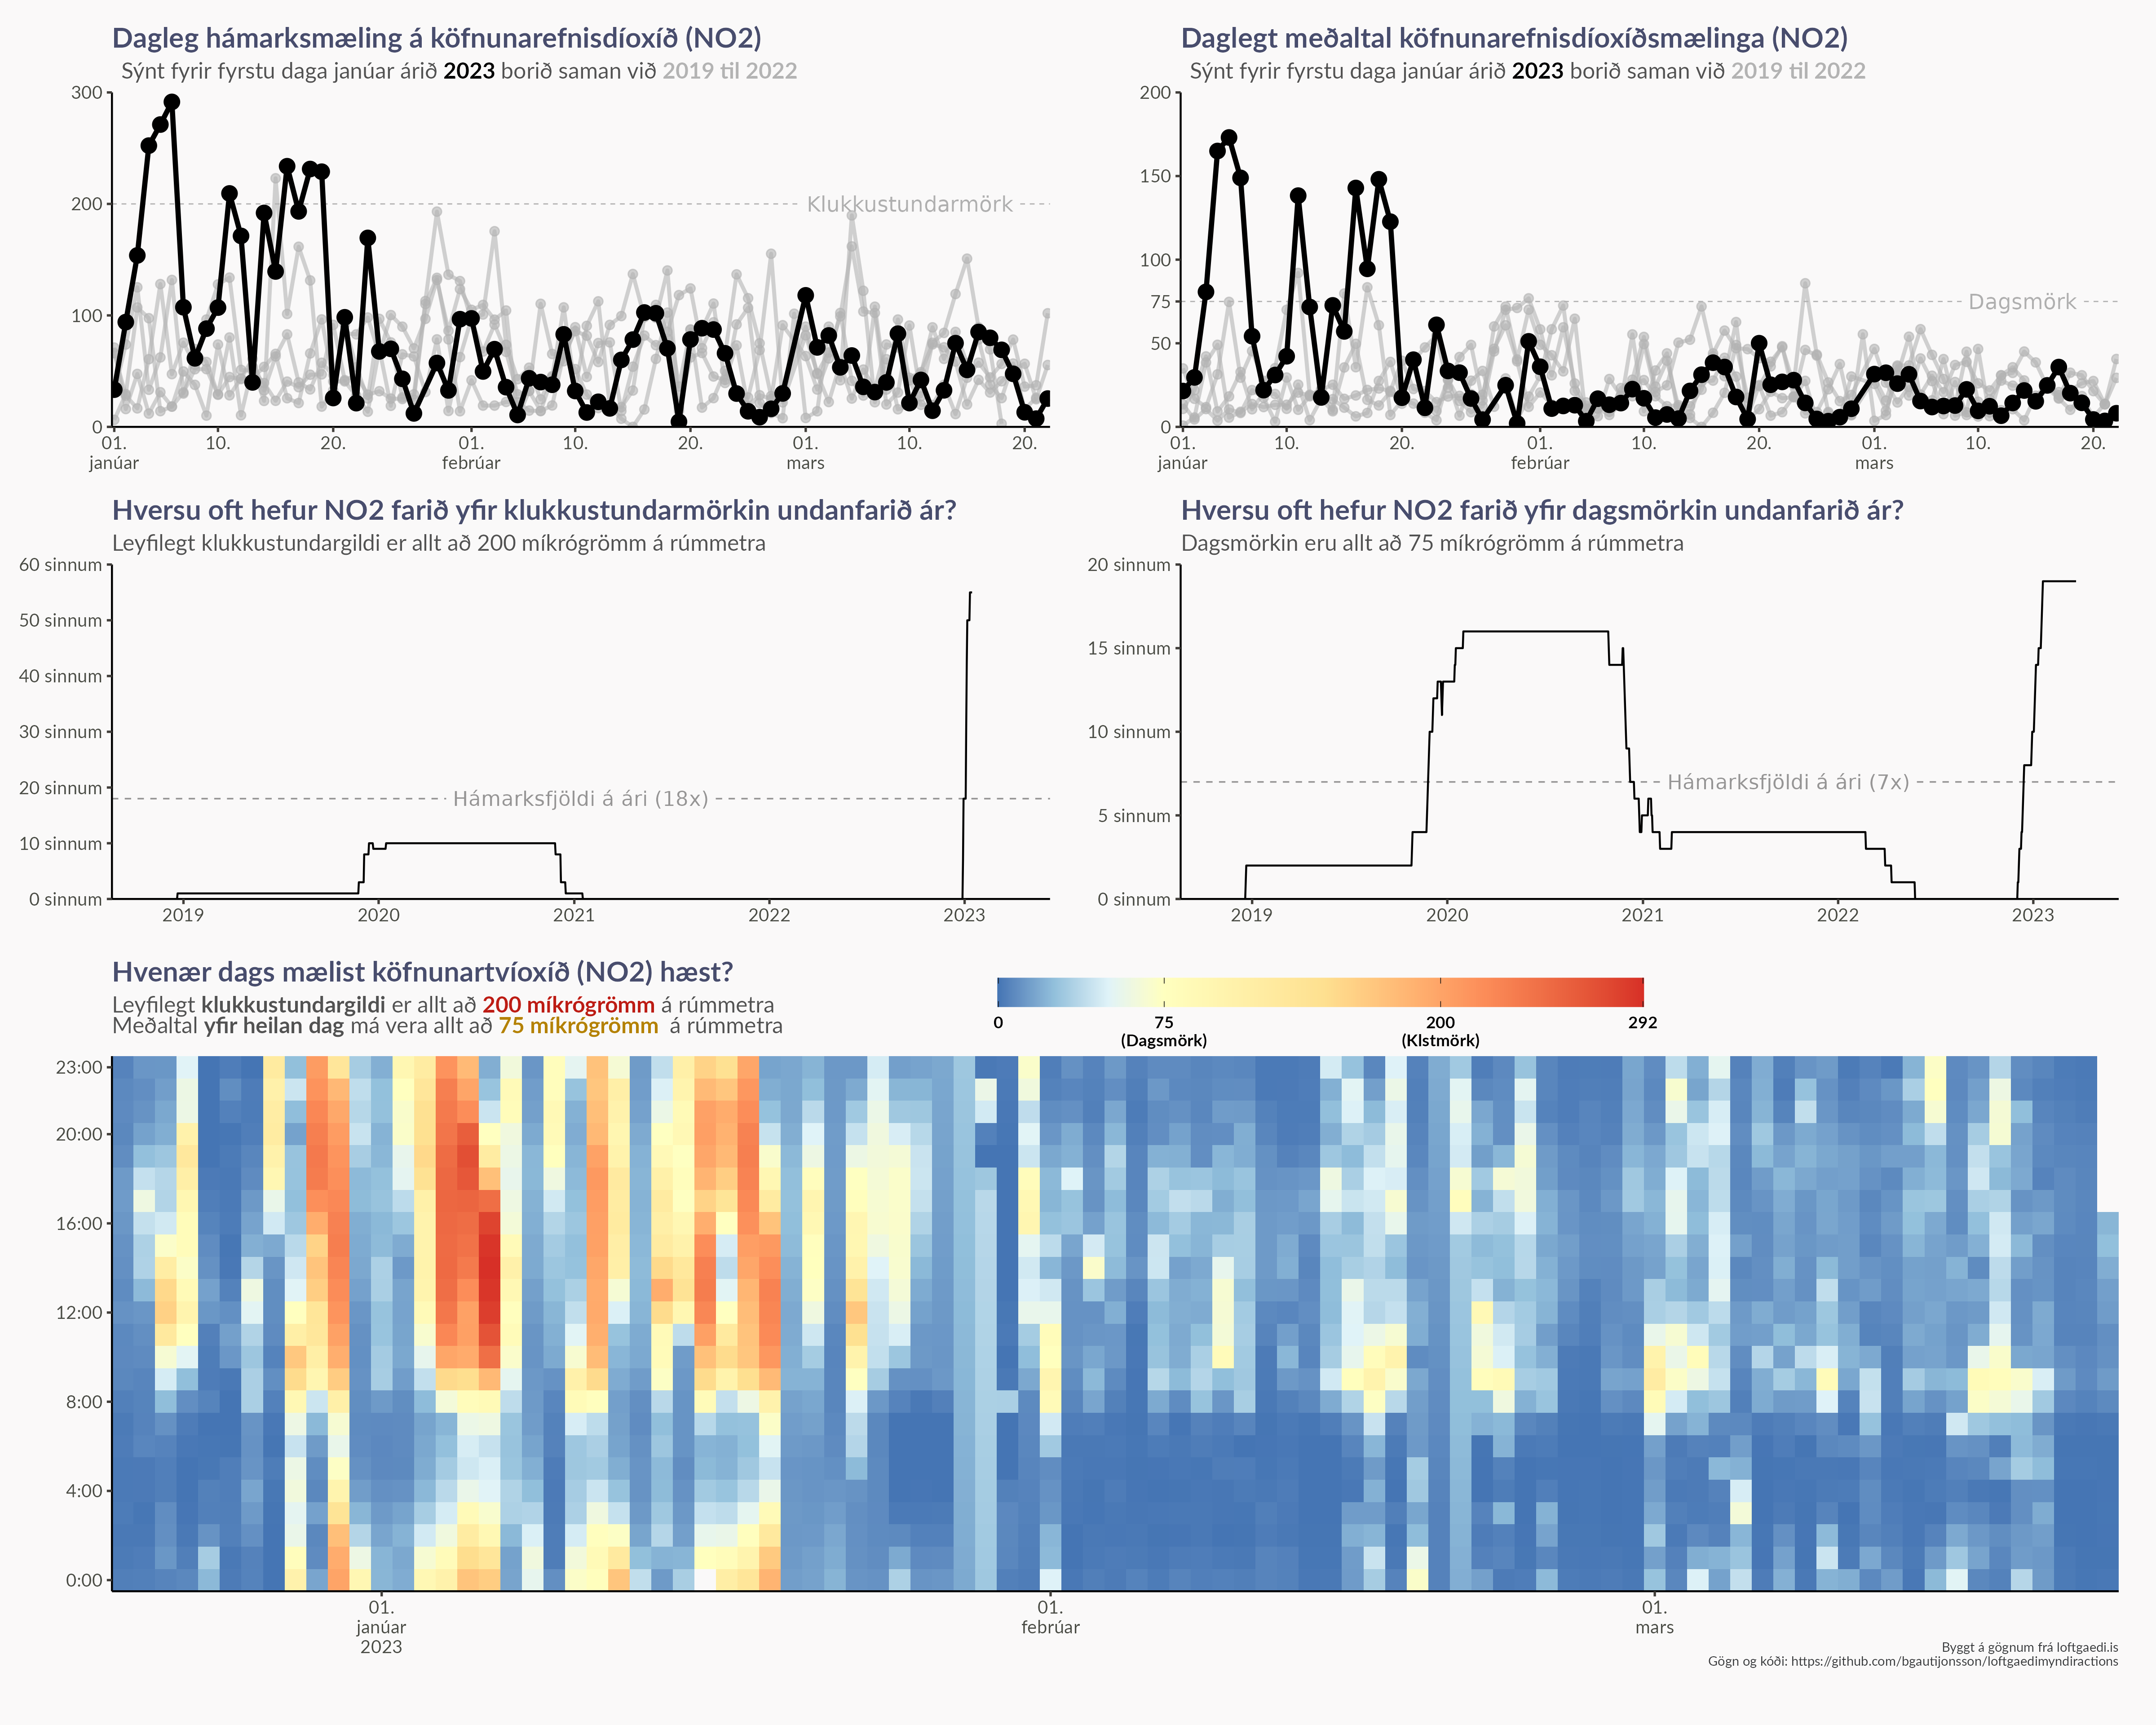 Dagleg hámarksmæling á köfnunarefnisdíoxíð (NO2)
Sýnt fyrir fyrstu daga janúar árið 2023 borið saman við 2019 til 2022
300
200
100
0
Klukkustundarmörk
01. 10. 20. 01. 10. 20. 01. 10. 20.
janúar febrúar mars
Daglegt meðaltal köfnunarefnisdíoxíðsmælinga (NO2)
Sýnt fyrir fyrstu daga janúar árið 2023 borið saman við 2019 til 2022
200
150
100
75
50
0
Dagsmörk
01. 10. 20. 01. 10. 20. 01. 10. 20.
janúar febrúar mars
Hversu oft hefur NO2 farið yfir klukkustundarmörkin undanfarið ár?
Leyfilegt klukkustundargildi er allt að 200 míkrógrömm á rúmmetra
60 sinnum
50 sinnum
40 sinnum
30 sinnum
20 sinnum
10 sinnum
0 sinnum
Hámarksfjöldi á ári (18x)
2019 2020 2021 2022 2023
Hversu oft hefur NO2 farið yfir dagsmörkin undanfarið ár?
Dagsmörkin eru allt að 75 míkrógrömm á rúmmetra
20 sinnum
15 sinnum
10 sinnum
5 sinnum
0 sinnum
Hámarksfjöldi á ári (7x)
2019 2020 2021 2022 2023
Hvenær dags mælist köfnunartvíoxíð (NO2) hæst?
Leyfilegt klukkustundargildi er allt að 200 míkrógrömm á rúmmetra
Meðaltal yfir heilan dag má vera allt að 75 míkrógrömm á rúmmetra
0 75 200 292
(Dagsmörk) (Klstmörk)
23:00
20:00
16:00
12:00
8:00
4:00
0:00
01. 01. 01.
janúar febrúar mars
2023
Byggt á gögnum frá loftgaedi.is
Gögn og kóði: https://github.com/bgautijonsson/loftgaedimyndiractions